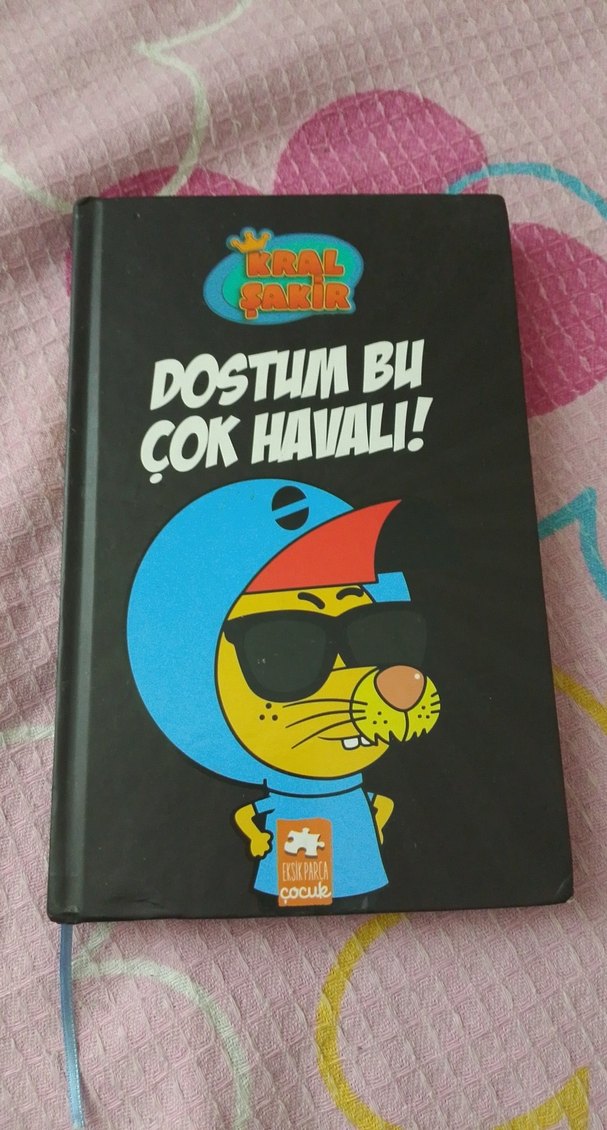 KRAL
ŞAKİR
DOSTUM BU
ÇOK HAVALI!
EKSİK PARÇA
çocuk